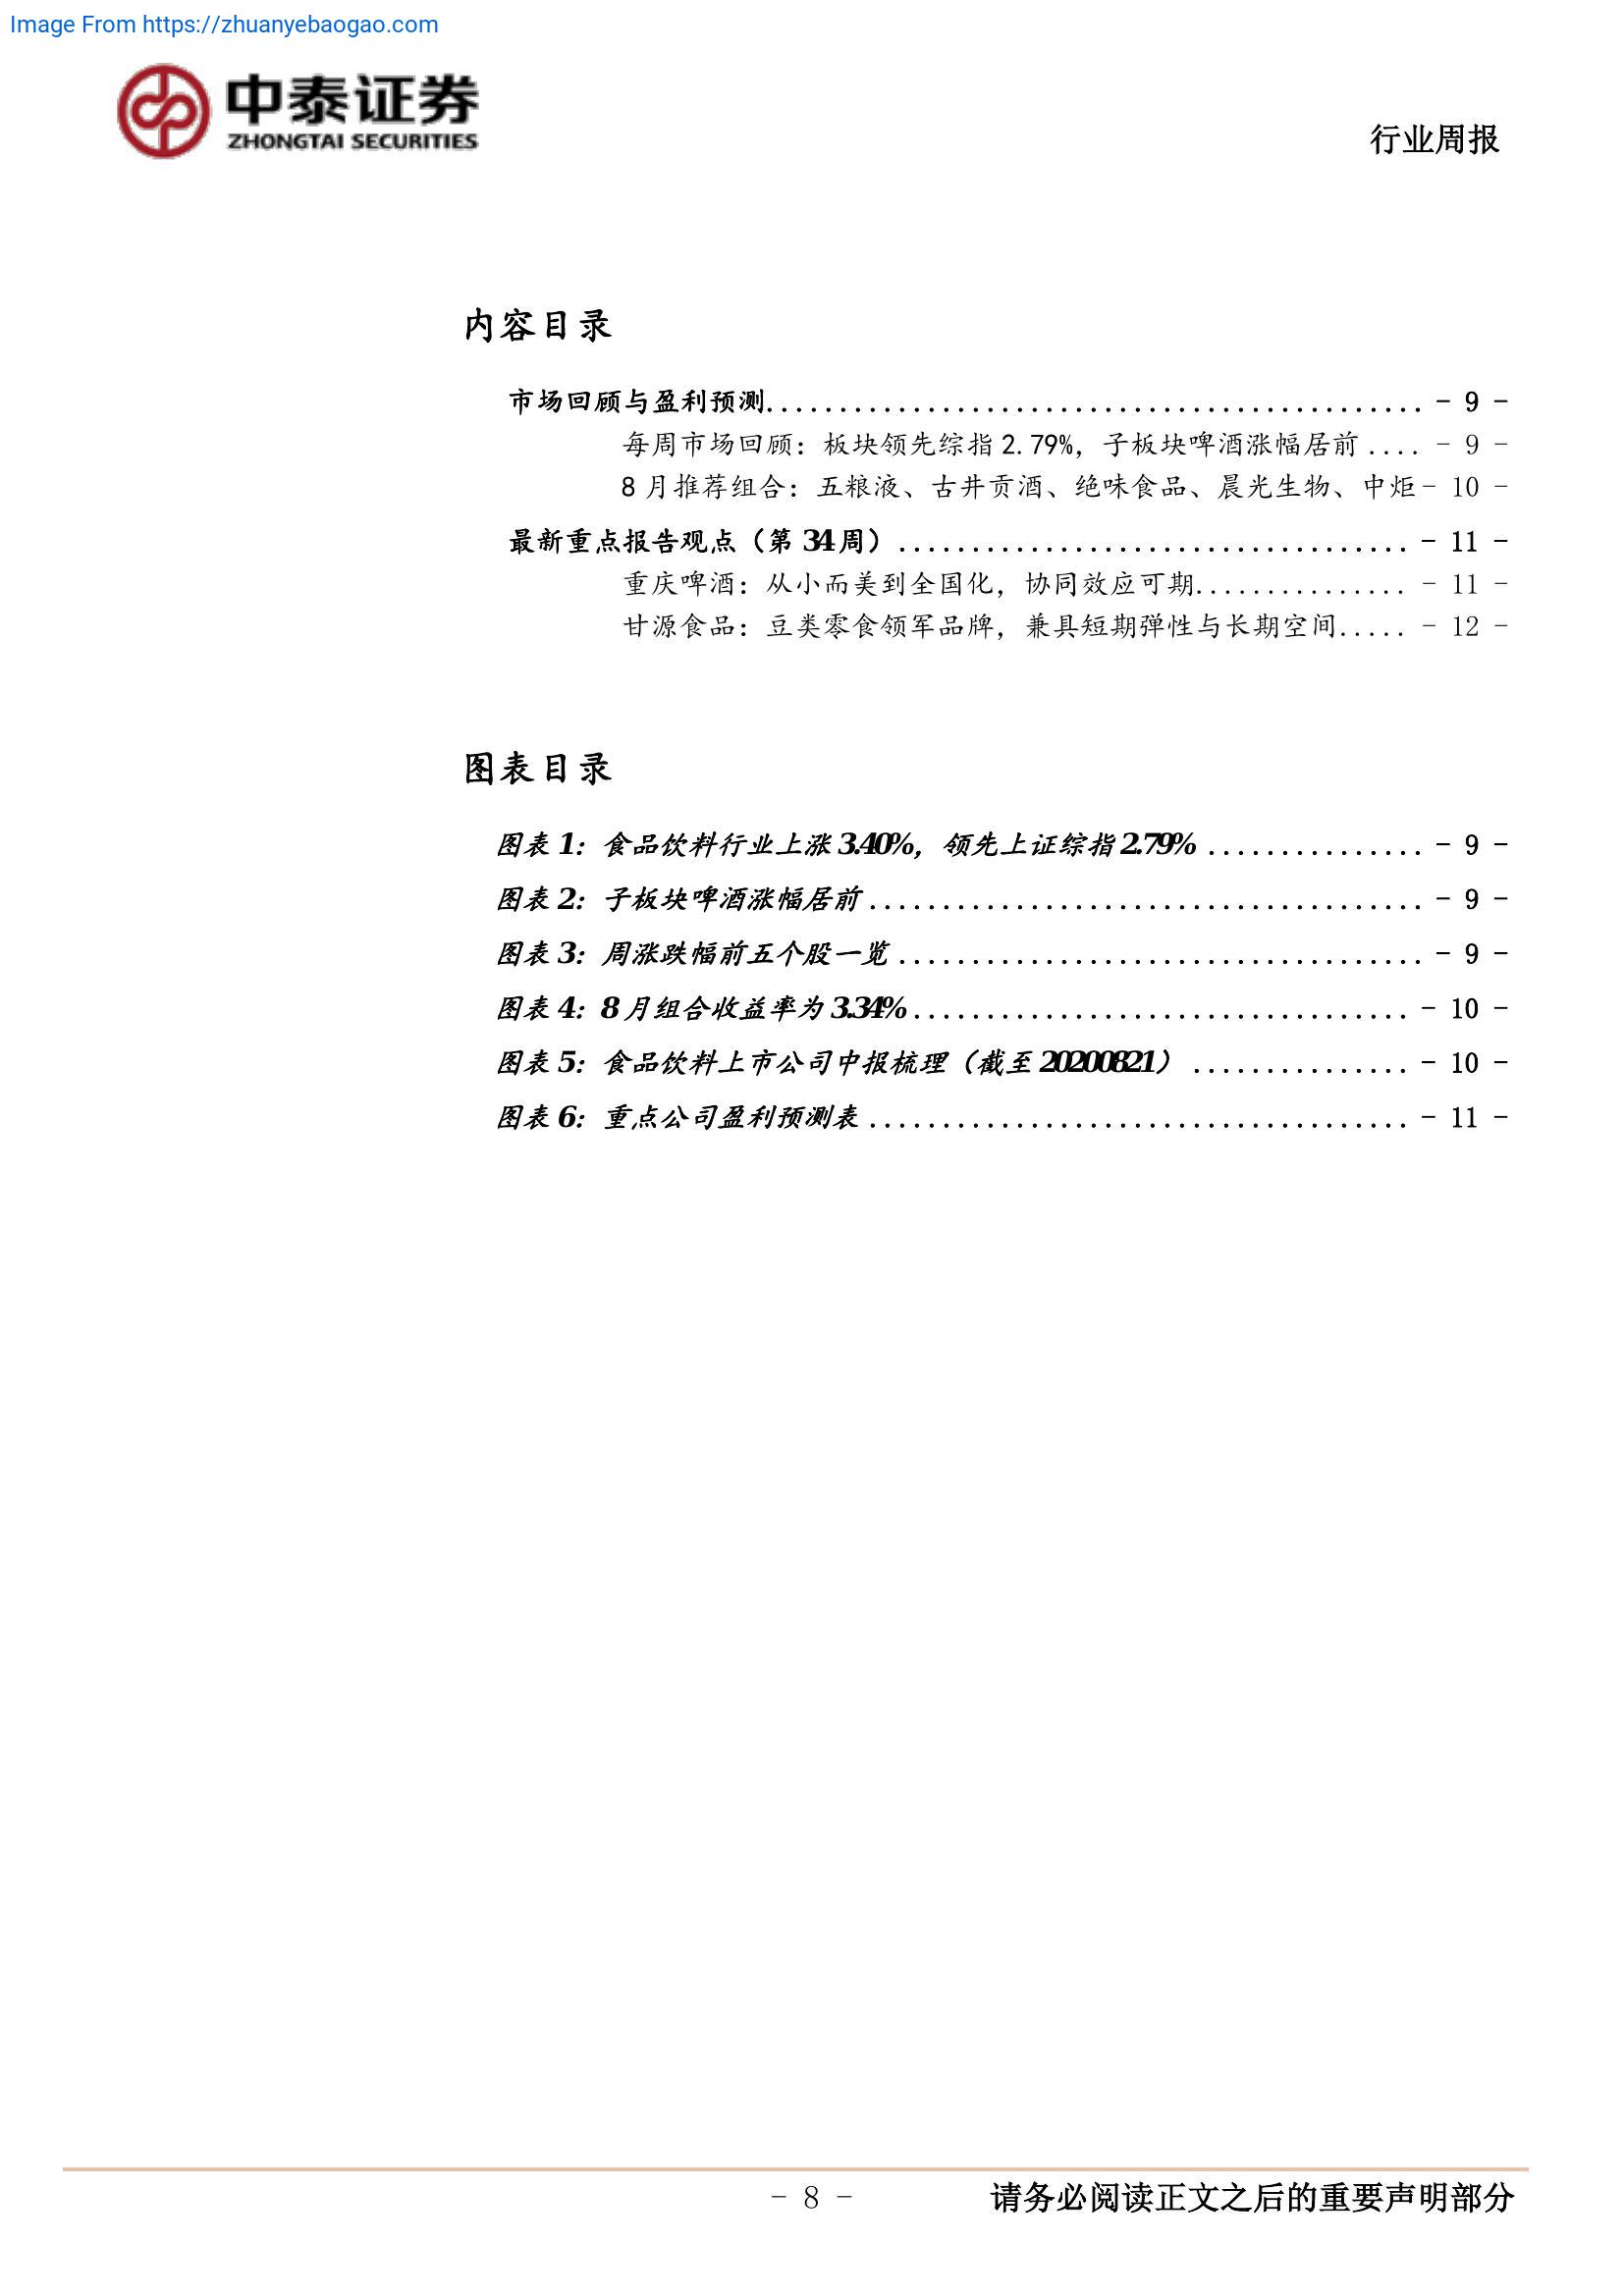 Image From https://zhuanyebaogao.com
中泰证券
ZHONGTAI SECURITIES
行业周报
内容目录
市场回顾与盈利预测............................................. - 9 -
每周市场回顾：板块领先综指 2.79%，子板块啤酒涨幅居前 .... - 9 -
8 月推荐组合：五粮液、古井贡酒、绝味食品、晨光生物、中炬 - 10 -
最新重点报告观点（第 34 周）................................... - 11 -
重庆啤酒：从小而美到全国化，协同效应可期............... - 11 -
甘源食品：豆类零食领军品牌，兼具短期弹性与长期空间..... - 12 -
图表目录
图表 1：食品饮料行业上涨 3.40%，领先上证综指 2.79% ............... - 9 -
图表 2：子板块啤酒涨幅居前 ...................................... - 9 -
图表 3：周涨跌幅前五个股一览 .................................... - 9 -
图表 4：8 月组合收益率为 3.34% .................................. - 10 -
图表 5：食品饮料上市公司中报梳理（截至 20200821） ............... - 10 -
图表 6：重点公司盈利预测表 ..................................... - 11 -
- 8 -
请务必阅读正文之后的重要声明部分